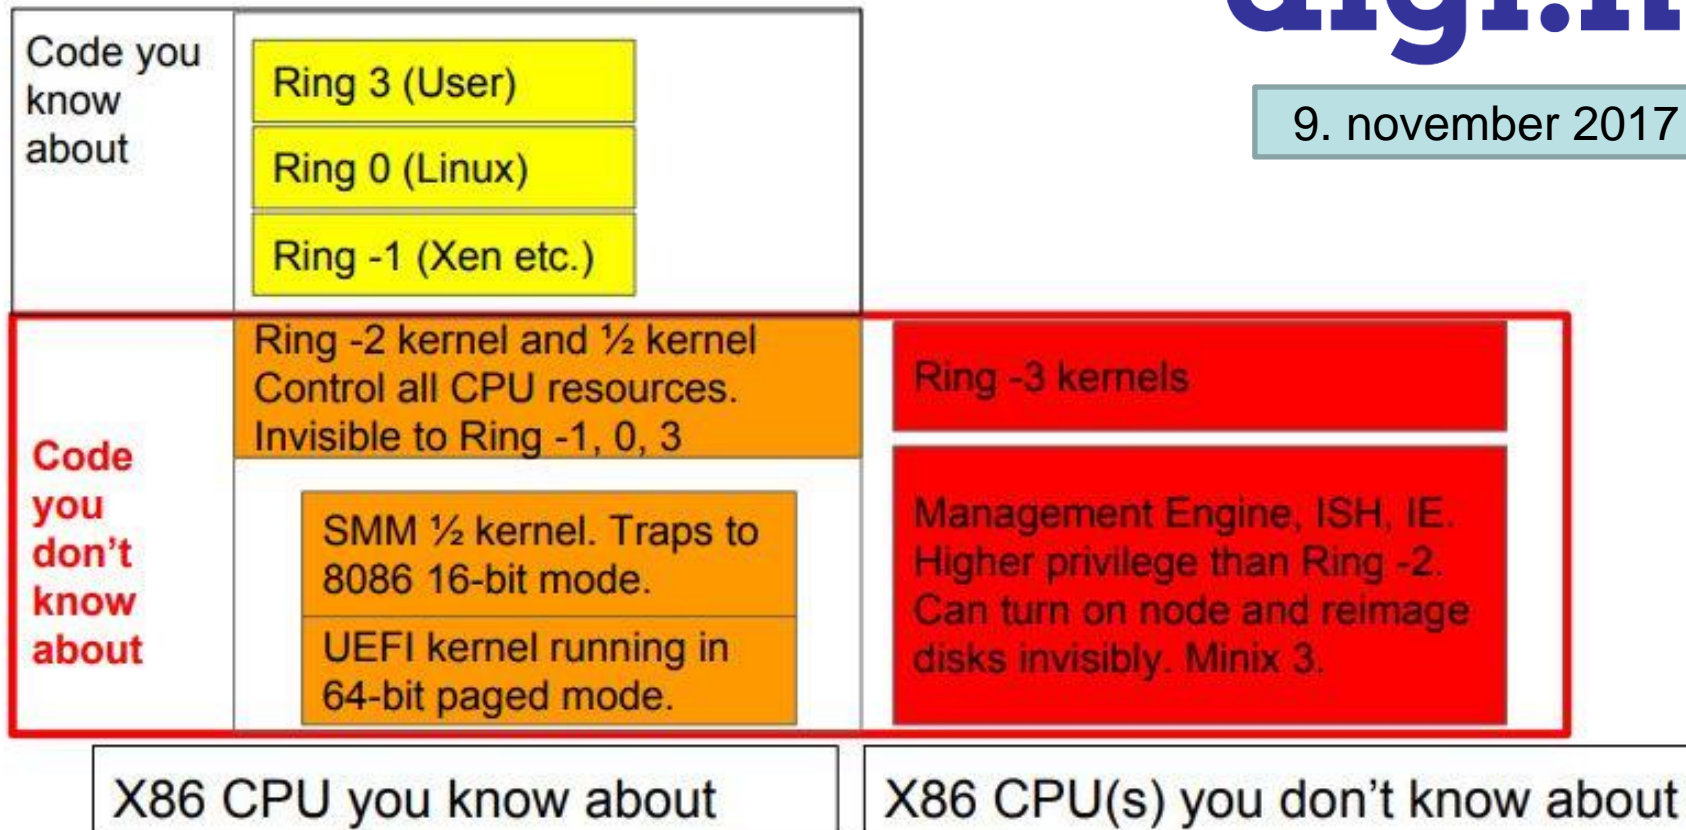 digi.n
9. november 2017
Code you
know
about
Ring 3 (User)
Ring 0 (Linux)
Ring -1 (Xen etc.)
Code
you
don't
know
about
Ring -2 kernel and ½ kernel
Control all CPU resources.
Invisible to Ring -1, 0, 3
SMM ½ kernel. Traps to
8086 16-bit mode.
UEFI kernel running in
64-bit paged mode.
Ring -3 kernels
Management Engine, ISH, IE.
Higher privilege than Ring -2.
Can turn on node and reimage
disks invisibly. Minix 3.
X86 CPU you know about
X86 CPU(s) you don't know about